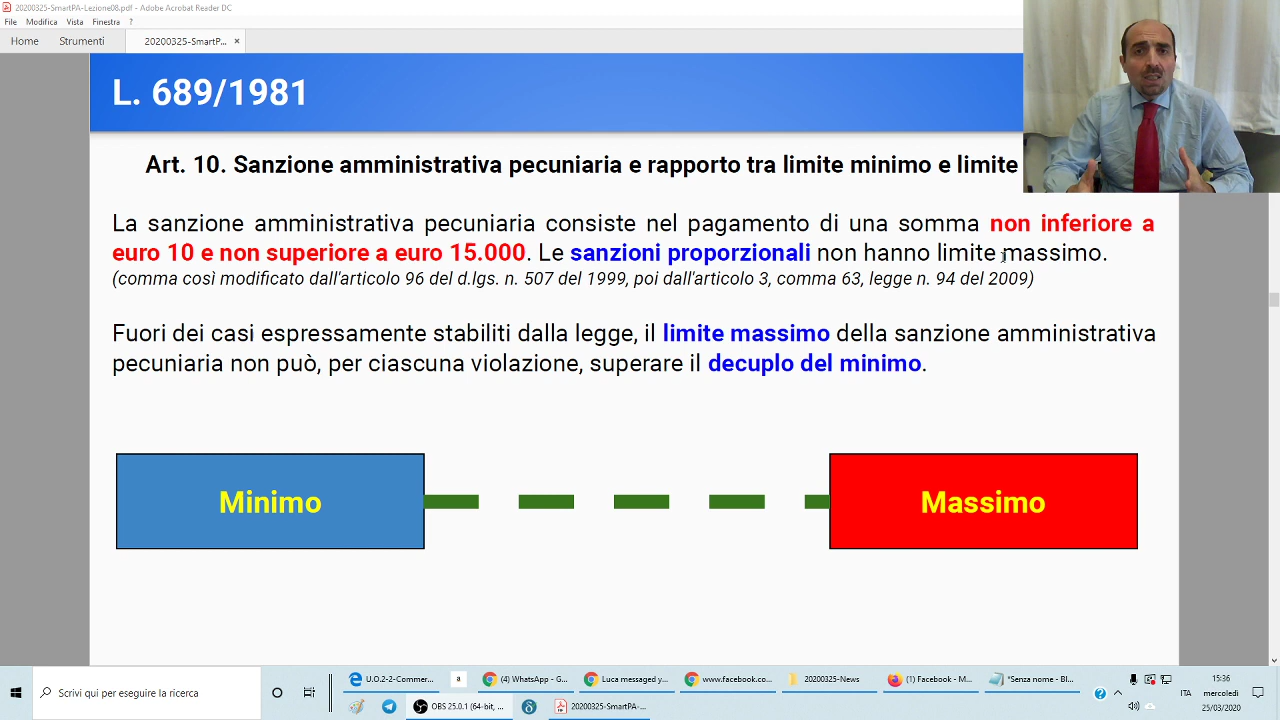 20200325-SmartPA-Lezione08.pdf - Adobe Acrobat Reader DC
File Modifica Vista Finestra ?
Home Strumenti 20200325-SmartP... ×
L. 689/1981
Art. 10. Sanzione amministrativa pecuniaria e rapporto tra limite minimo e limite
La sanzione amministrativa pecuniaria consiste nel pagamento di una somma non inferiore a
euro 10 e non superiore a euro 15.000. Le sanzioni proporzionali non hanno limite massimo.
(comma così modificato dall'articolo 96 del d.lgs. n. 507 del 1999, poi dall'articolo 3, comma 63, legge n. 94 del 2009)
Fuori dei casi espressamente stabiliti dalla legge, il limite massimo della sanzione amministrativa
pecuniaria non può, per ciascuna violazione, superare il decuplo del minimo.
Minimo Massimo
U.O.2-2-Commer... a (4) WhatsApp - G... Luca messaged y... www.facebook.co... 20200325-News (1) Facebook - M... *Senza nome - Bl... 15:36
Scrivi qui per eseguire la ricerca ITA mercoledì
OBS 25.0.1 (64-bit, ... 20200325-SmartPA-... 25/03/2020